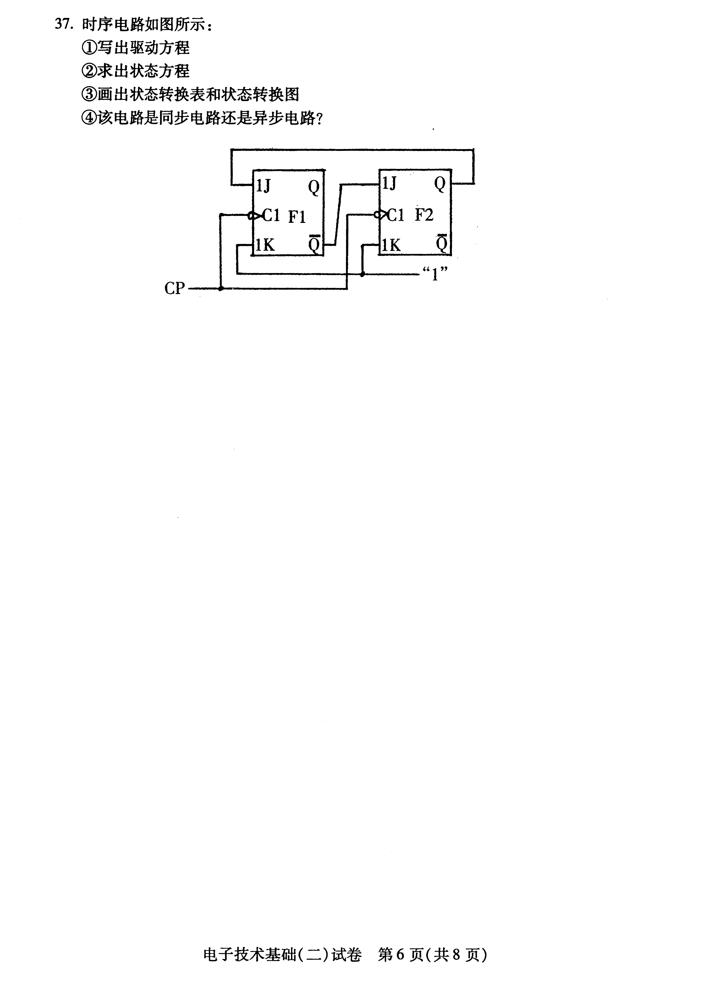 37. 时序电路如图所示：
①写出驱动方程
②求出状态方程
③画出状态转换表和状态转换图
④该电路是同步电路还是异步电路？
1J Q 1J Q
C1 F1 C1 F2
1K Q̅ 1K Q̅
“1”
CP
电子技术基础(二)试卷 第6页(共8页)